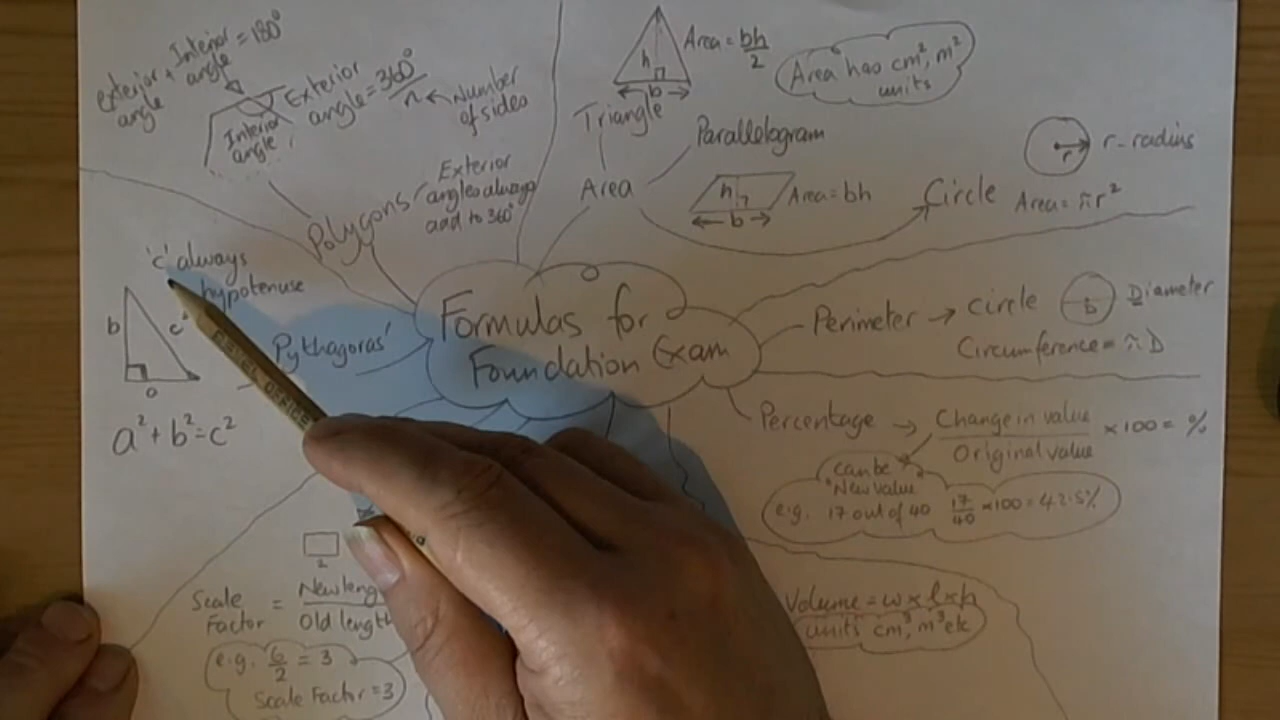 Exterior + Interior = 180°
angle angle
Interior
angle
Exterior
angle = 360°
n ← Number
of sides
Polygons
Exterior
angles always
add to 360°
h
b
Area = bh
2
Area has cm², m²
units
Triangle
Area
Parallelogram
h
b
Area = bh
Circle
r
r - radius
Area = πr²
'c' always
hypotenuse
b
c
a
a² + b² = c²
Pythagoras'
Formulas for
Foundation Exam
Perimeter → Circle
D
Diameter
Circumference = πD
Percentage → Change in value
Original value
× 100 = %
can be
"New value"
e.g. 17 out of 40 17
40
× 100 = 42.5%
2
Scale
Factor
=
Old length
e.g. 6
2
= 3
Scale Factor = 3
Volume = w × l × h
units cm³, m³ etc